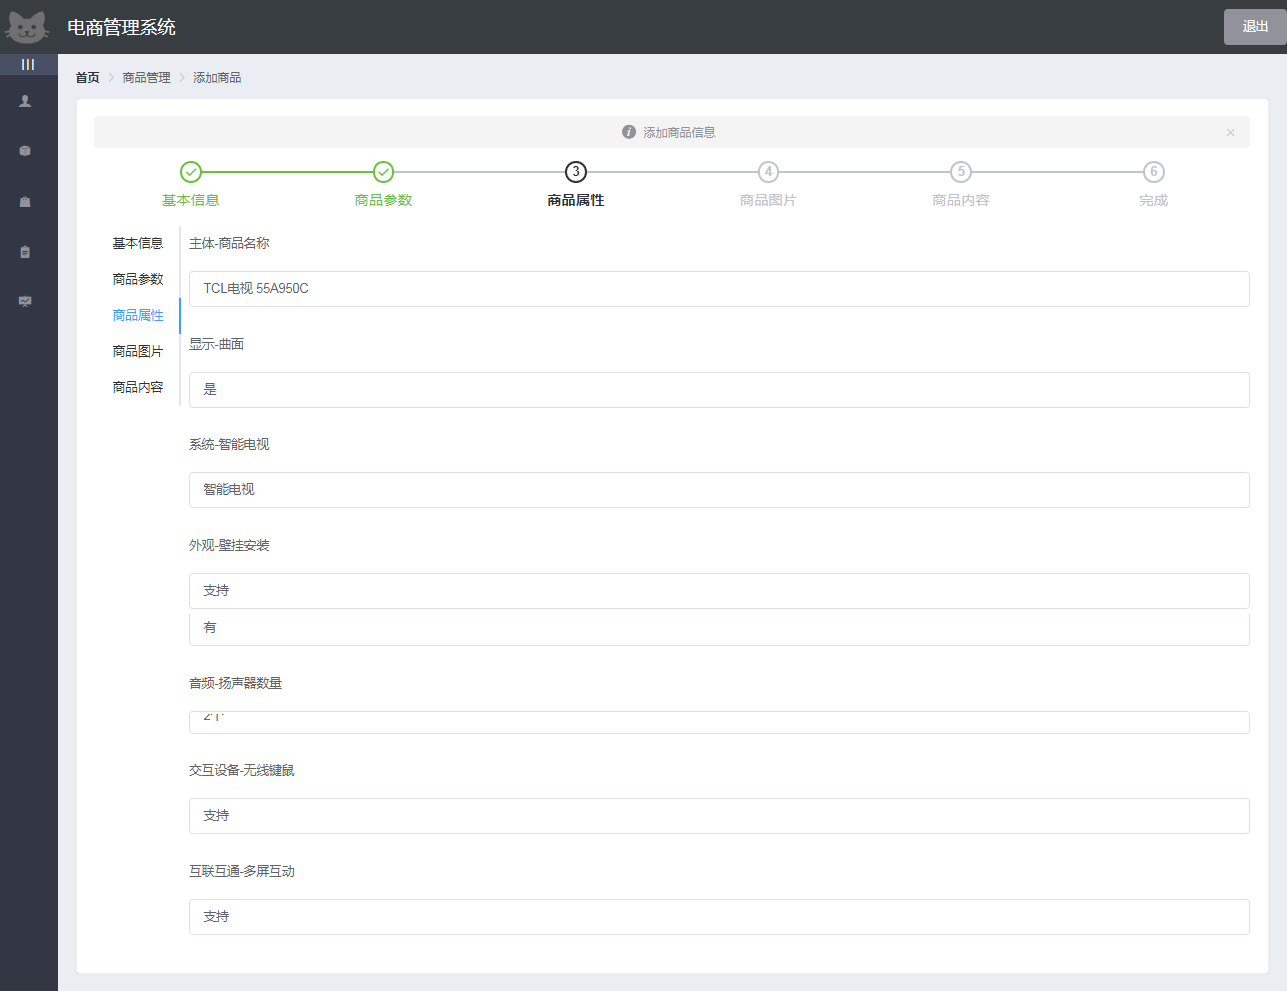 电商管理系统
退出
首页 商品管理 添加商品
添加商品信息
3 4 5 6
基本信息 商品参数 商品属性 商品图片 商品内容 完成
基本信息
商品参数
商品属性
商品图片
商品内容
主体-商品名称
TCL电视 55A950C
显示-曲面
是
系统-智能电视
智能电视
外观-壁挂安装
支持
有
音频-扬声器数量
交互设备-无线键鼠
支持
互联互通-多屏互动
支持